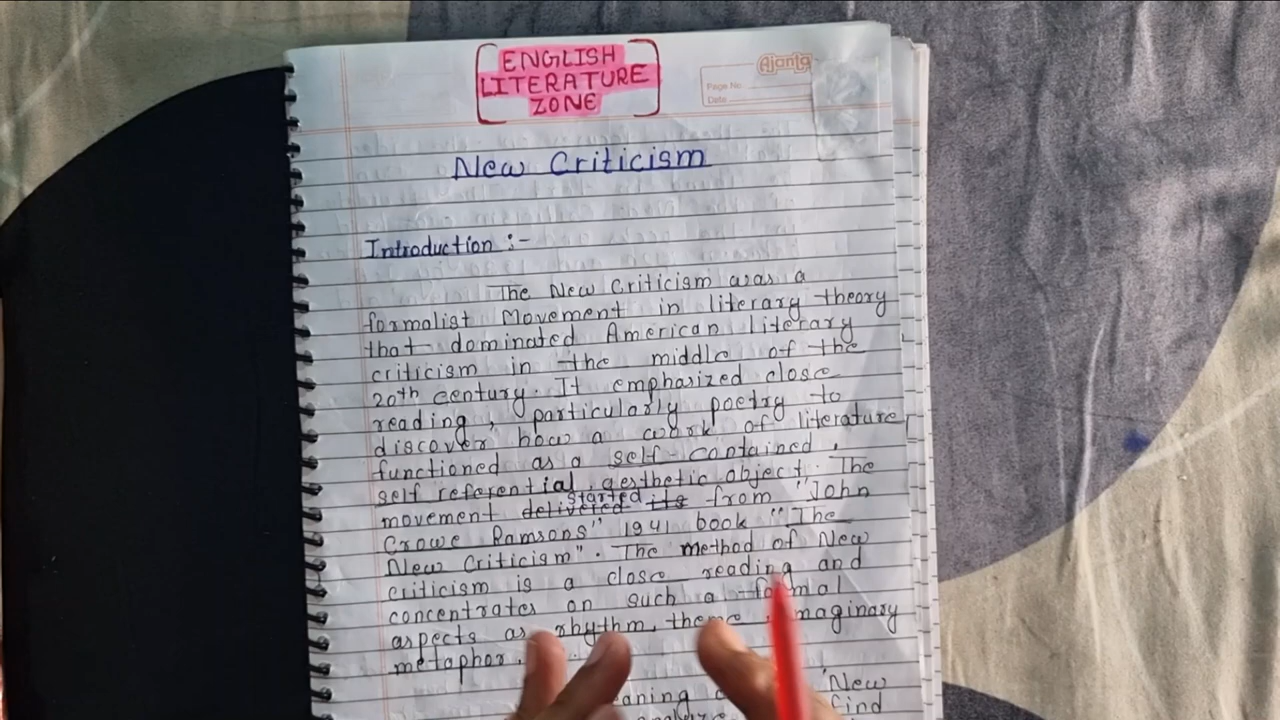 ENGLISH
LITERATURE
ZONE
Ajanta
Page No.
Date
New Criticism
Introduction :-
The New Criticism was a
formalist Movement in literary theory
that dominated American literary
criticism in the middle of the
20th century. It emphasized close
reading, particularly poetry to
discover how a work of literature
functioned as a self-contained,
self referential, aesthetic object. The
started
movement delivered its from "John
Crowe Ramsons" 1941 book "The
New Criticism". The method of New
criticism is a close reading and
concentrates on such a formal
aspects as rhythm, theme, imaginary
metaphor.
'New
find